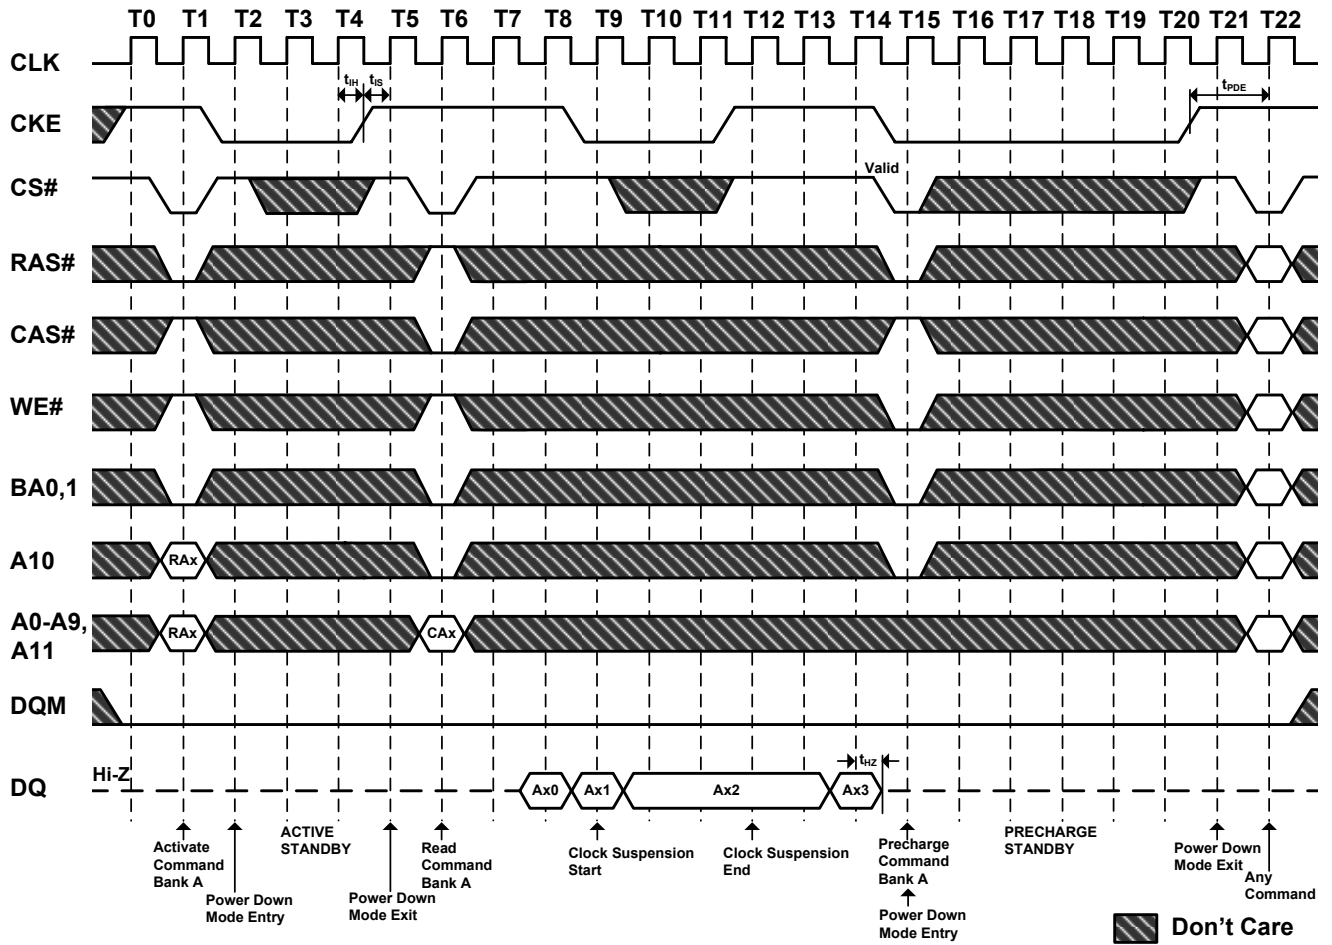 T0 T1 T2 T3 T4 T5 T6 T7 T8 T9 T10 T11 T12 T13 T14 T15 T16 T17 T18 T19 T20 T21 T22
CLK
tIH tIS tPDE
CKE
Valid
CS#
RAS#
CAS#
WE#
BA0,1
A10 RAx
A0-A9,
A11 RAx CAx
DQM
tHZ
Hi-Z
DQ Ax0 Ax1 Ax2 Ax3
Activate
Command
Bank A
Power Down
Mode Entry
ACTIVE
STANDBY
Power Down
Mode Exit
Read
Command
Bank A
Clock Suspension
Start
Clock Suspension
End
Precharge
Command
Bank A
Power Down
Mode Entry
PRECHARGE
STANDBY
Power Down
Mode Exit
Any
Command
Don't Care